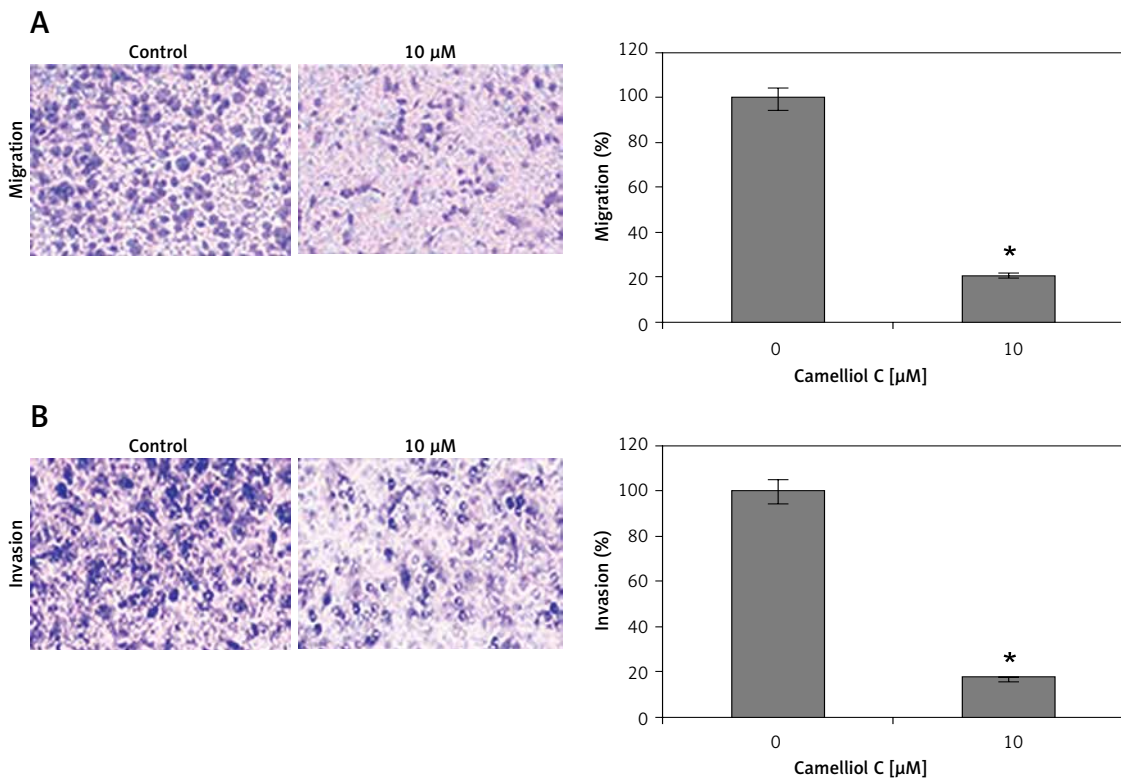 A
Control
10 µM
Migration
120
100
80
60
40
20
0
Migration (%)
*
0
10
Camelliol C [µM]
B
Control
10 µM
Invasion
120
100
80
60
40
20
0
Invasion (%)
*
0
10
Camelliol C [µM]